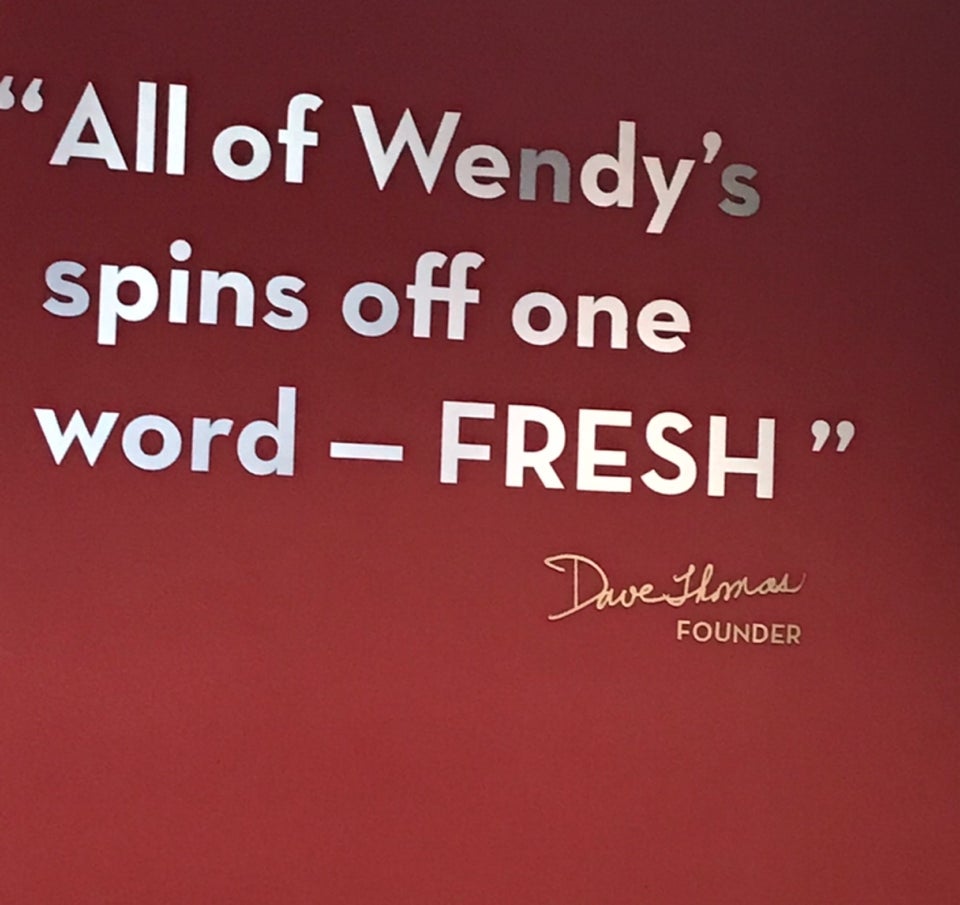 “All of Wendy’s
spins off one
word — FRESH ”
Dave Thomas
FOUNDER